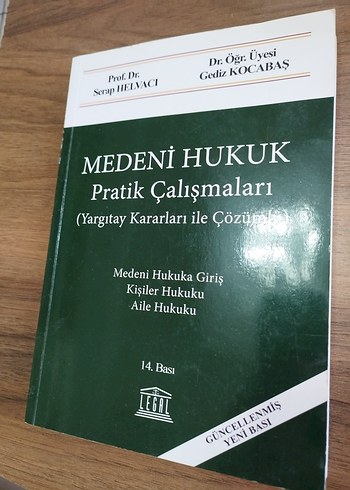 Prof. Dr.
Serap HELVACI
Dr. Öğr. Üyesi
Gediz KOCABAŞ
MEDENİ HUKUK
Pratik Çalışmaları
(Yargıtay Kararları ile Çözümlü)
Medeni Hukuka Giriş
Kişiler Hukuku
Aile Hukuku
14. Bası
LEGAL
GÜNCELLENMİŞ
YENİ BASI